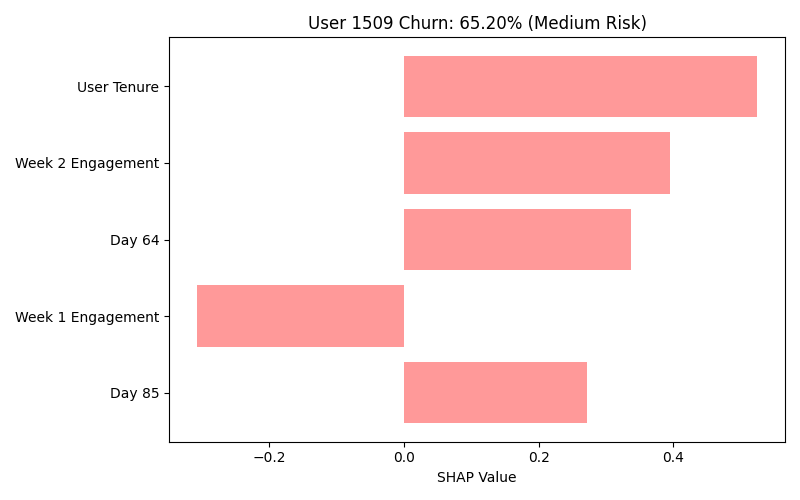 User 1509 Churn: 65.20% (Medium Risk)
User Tenure
Week 2 Engagement
Day 64
Week 1 Engagement
Day 85
−0.2 0.0 0.2 0.4
SHAP Value